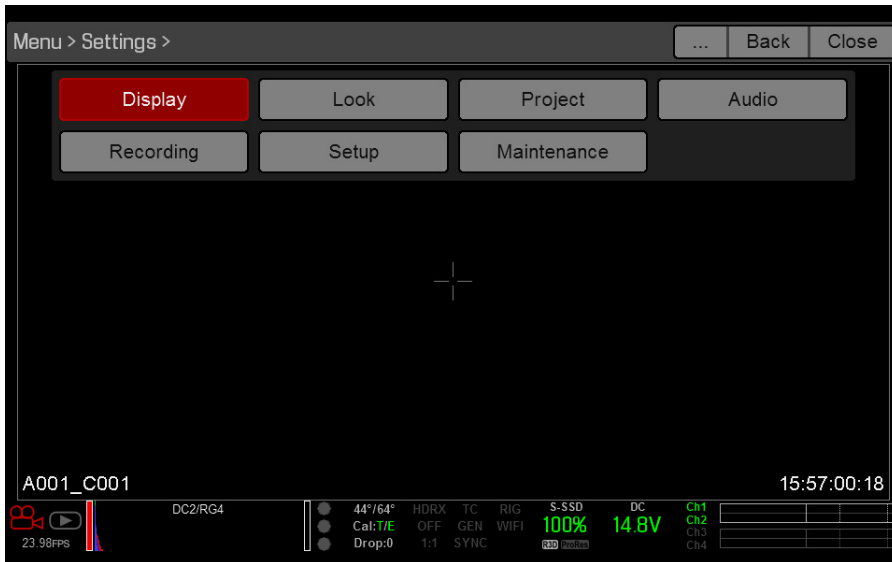 Menu > Settings >
... Back Close
Display Look Project Audio
Recording Setup Maintenance
A001_C001 15:57:00:18
DC2/RG4
44°/64° HDRX TC RIG S-SSD DC Ch1
Cal:T/E OFF GEN WIFI 100% 14.8V Ch2
23.98FPS Drop:0 1:1 SYNC R3D ProRes Ch3
Ch4